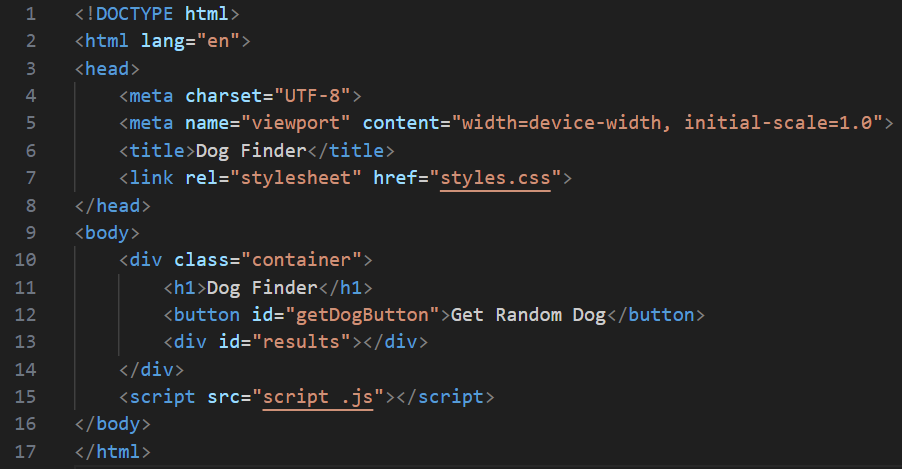 1 <!DOCTYPE html>
2 <html lang="en">
3 <head>
4     <meta charset="UTF-8">
5     <meta name="viewport" content="width=device-width, initial-scale=1.0">
6     <title>Dog Finder</title>
7     <link rel="stylesheet" href="styles.css">
8 </head>
9 <body>
10     <div class="container">
11         <h1>Dog Finder</h1>
12         <button id="getDogButton">Get Random Dog</button>
13         <div id="results"></div>
14     </div>
15     <script src="script .js"></script>
16 </body>
17 </html>